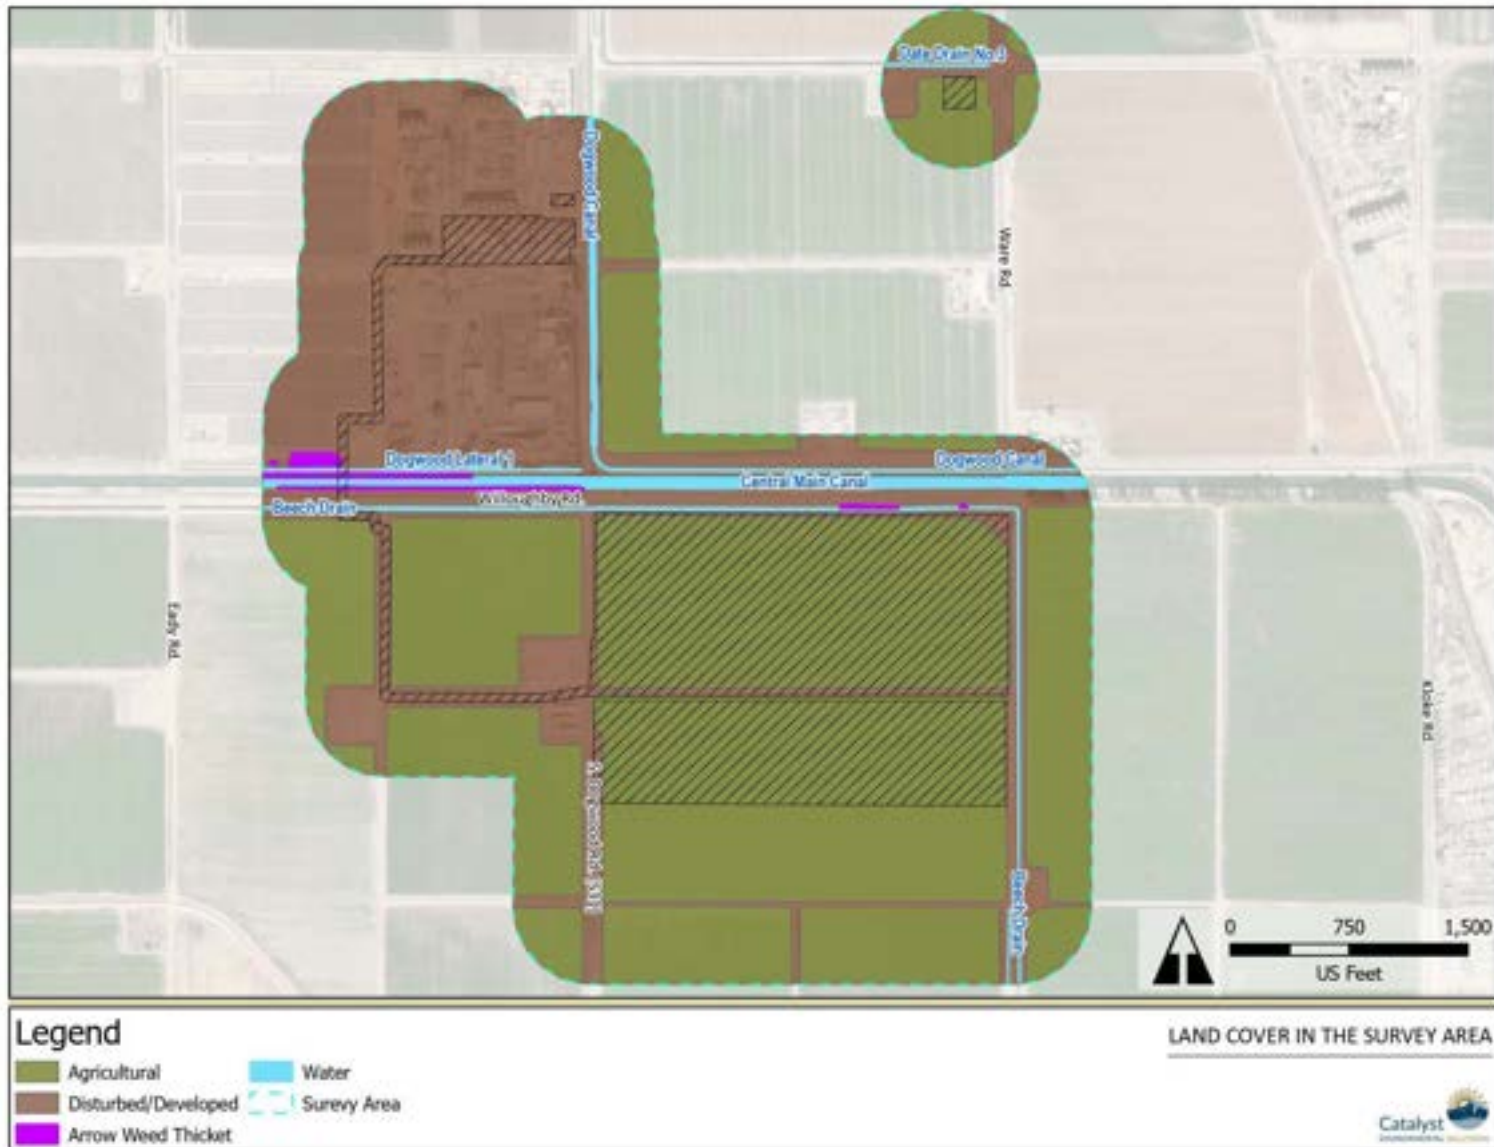 Date Drain No.3
Dogwood Canal
Ware Rd.
Dogwood Lateral 1
Dogwood Canal
Central Main Canal
Willoughby Rd.
Beech Drain
Eady Rd.
Kloke Rd.
Beech Drain
0 750 1,500
US Feet
Legend
LAND COVER IN THE SURVEY AREA
Agricultural
Water
Disturbed/Developed
Surevy Area
Arrow Weed Thicket
Catalyst